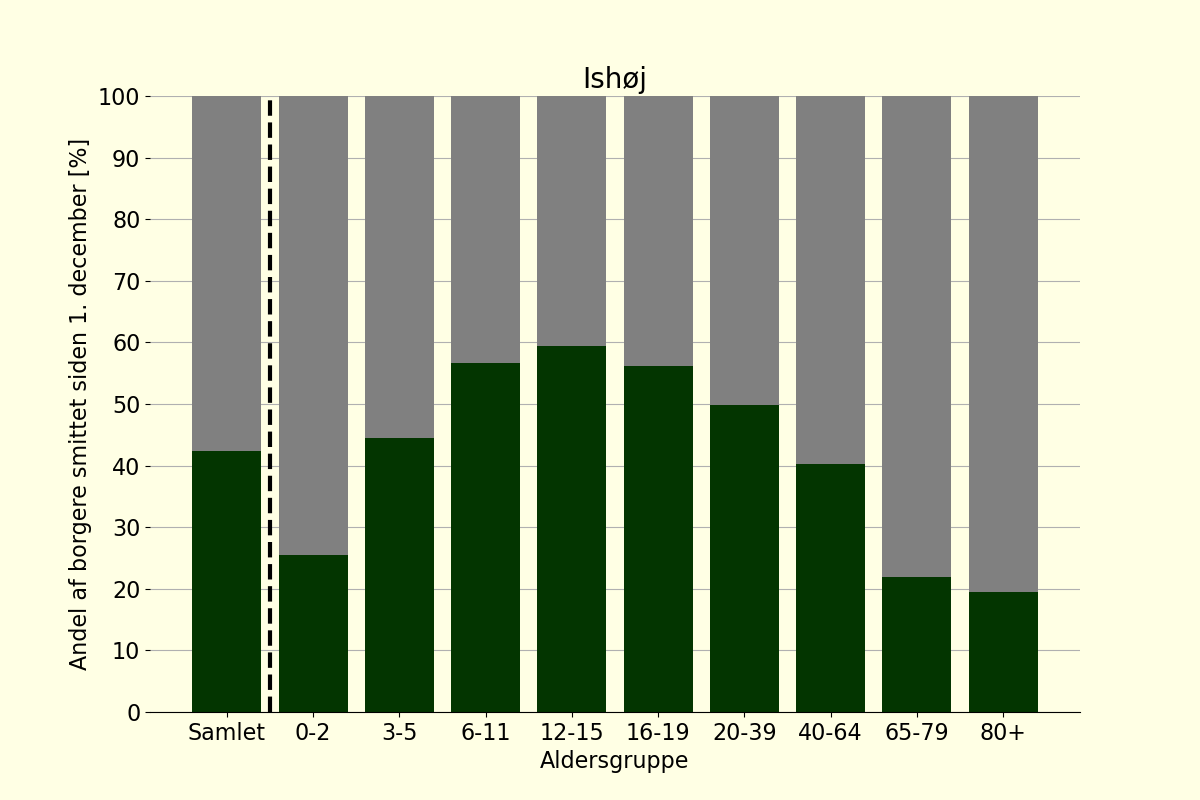 Ishøj
Andel af borgere smittet siden 1. december [%]
100
90
80
70
60
50
40
30
20
10
0
Samlet 0-2 3-5 6-11 12-15 16-19 20-39 40-64 65-79 80+
Aldersgruppe